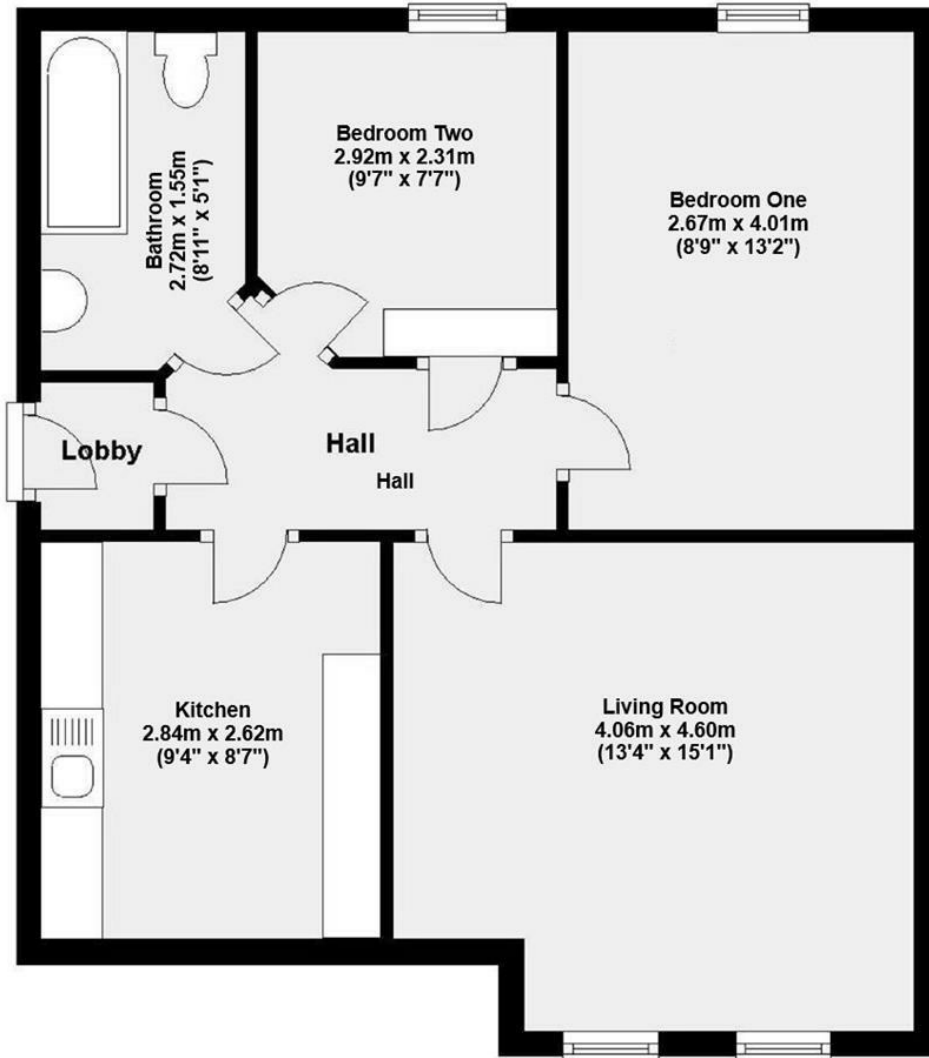 Bathroom
2.72m x 1.55m
(8'11" x 5'1")
Bedroom Two
2.92m x 2.31m
(9'7" x 7'7")
Bedroom One
2.67m x 4.01m
(8'9" x 13'2")
Lobby
Hall
Hall
Kitchen
2.84m x 2.62m
(9'4" x 8'7")
Living Room
4.06m x 4.60m
(13'4" x 15'1")